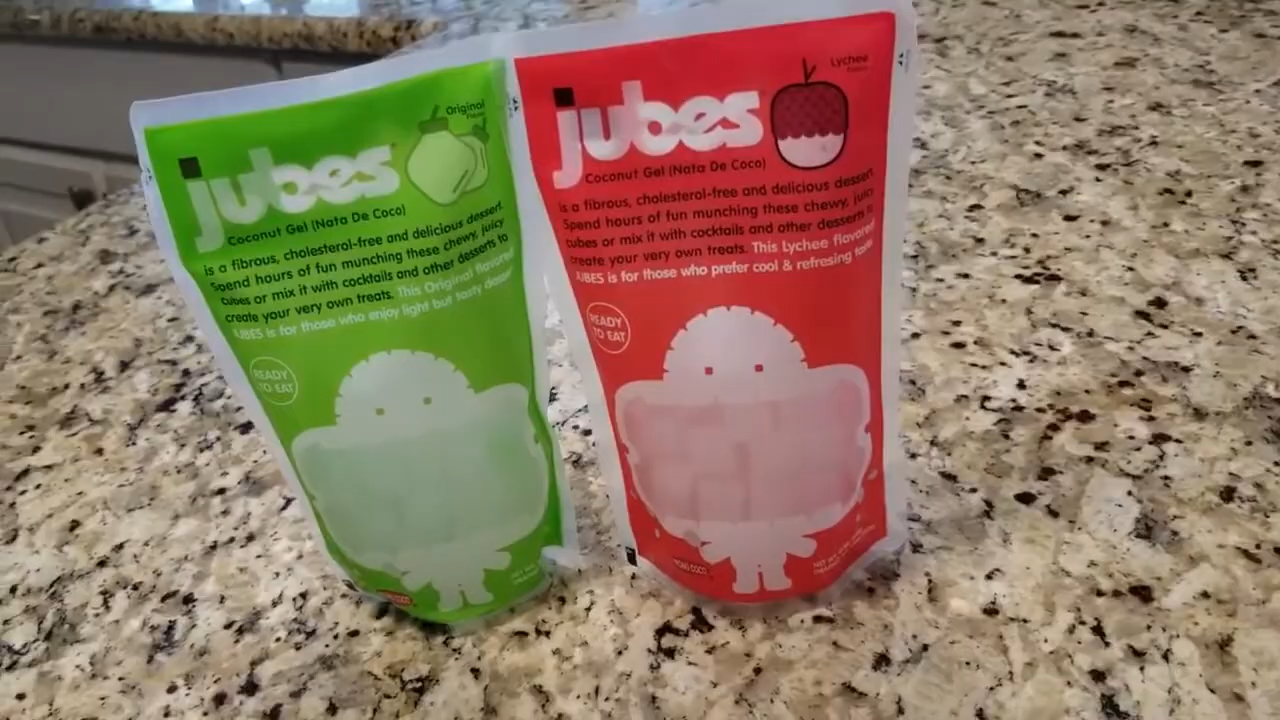 Original
Flavor
jubes
Coconut Gel (Nata De Coco)
is a fibrous, cholesterol-free and delicious dessert.
Spend hours of fun munching these chewy, juicy
cubes or mix it with cocktails and other desserts to
create your very own treats. This Original flavored
JUBES is for those who enjoy light but tasty dessert
READY
TO EAT
Lychee
Flavor
jubes
Coconut Gel (Nata De Coco)
is a fibrous, cholesterol-free and delicious dessert.
Spend hours of fun munching these chewy, juicy
cubes or mix it with cocktails and other desserts to
create your very own treats. This Lychee flavored
JUBES is for those who prefer cool & refresing
READY
TO EAT